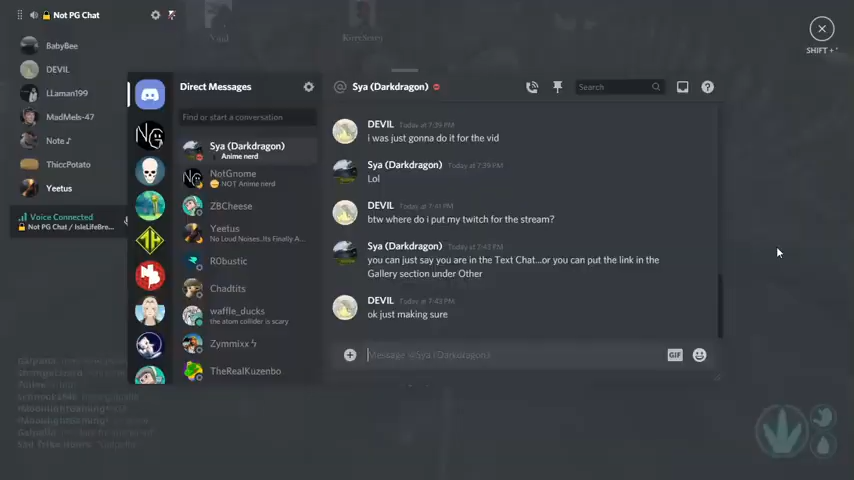 Not PG Chat
SHIFT + `
BabyBee
DEVIL
LLaman199
MadMels-47
Note ♪
ThiccPotato
Yeetus
Voice Connected
Not PG Chat / IsleLifeBre...
Direct Messages
Find or start a conversation
Sya (Darkdragon)
Anime nerd
NotGnome
NOT Anime nerd
ZBCheese
Yeetus
No Loud Noises..Its Finally A...
R0bustic
Chadtits
waffle_ducks
the atom collider is scary
Zymmixx ϟ
TheRealKuzenbo
@ Sya (Darkdragon)
Search
DEVIL Today at 7:39 PM
i was just gonna do it for the vid
Sya (Darkdragon) Today at 7:39 PM
Lol
DEVIL Today at 7:41 PM
btw where do i put my twitch for the stream?
Sya (Darkdragon) Today at 7:43 PM
you can just say you are in the Text Chat...or you can put the link in the
Gallery section under Other
DEVIL Today at 7:43 PM
ok just making sure
Message @Sya (Darkdragon)
GIF